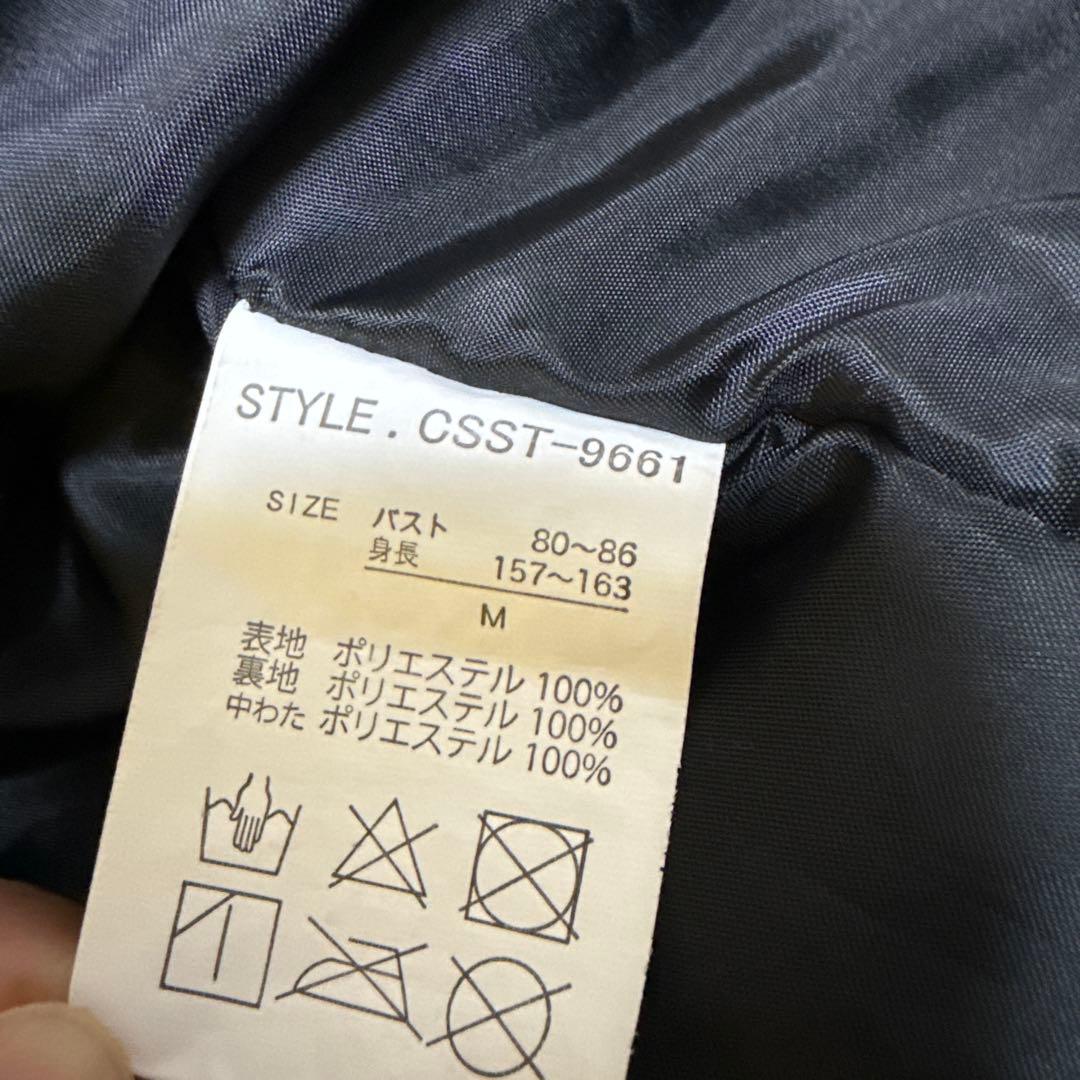 STYLE. CSST-9661
SIZE バスト 80~86
身長 157~163
M
表地 ポリエステル 100%
裏地 ポリエステル 100%
中わた ポリエステル 100%